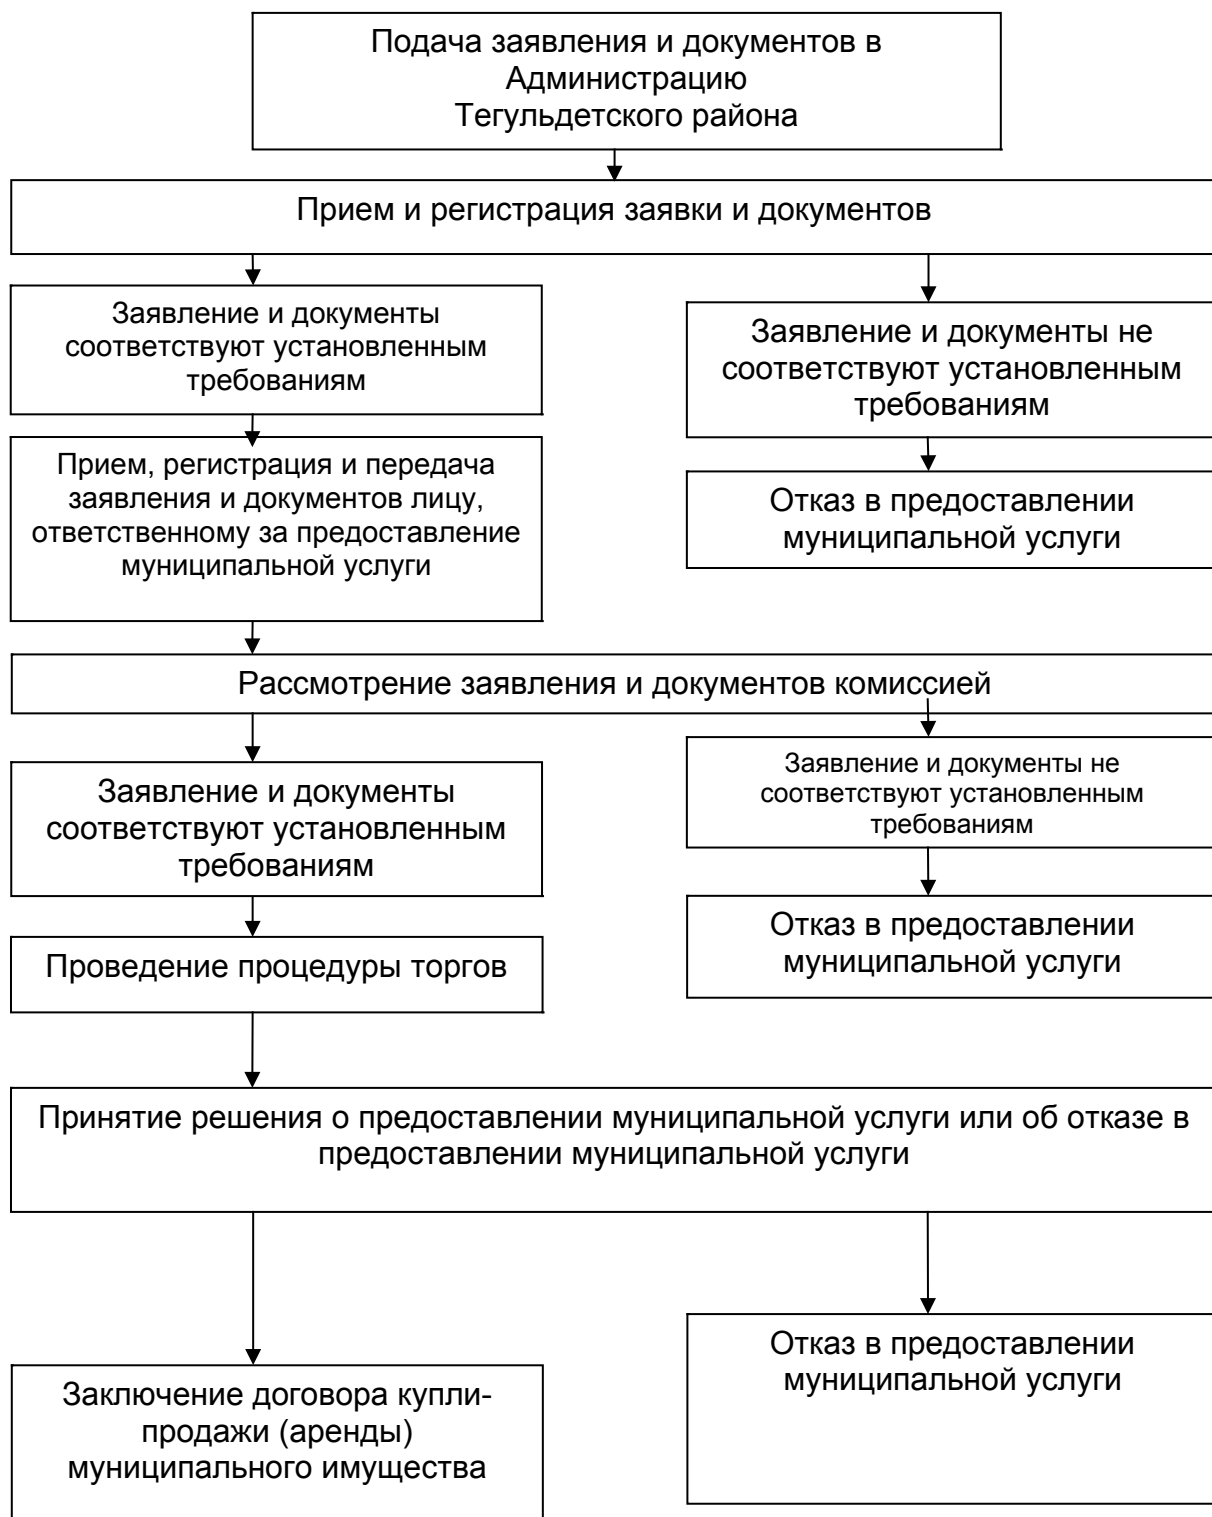 Подача заявления и документов в
Администрацию
Тегульдетского района
Прием и регистрация заявки и документов
Заявление и документы
соответствуют установленным
требованиям
Заявление и документы не
соответствуют установленным
требованиям
Прием, регистрация и передача
заявления и документов лицу,
ответственному за предоставление
муниципальной услуги
Отказ в предоставлении
муниципальной услуги
Рассмотрение заявления и документов комиссией
Заявление и документы
соответствуют установленным
требованиям
Заявление и документы не
соответствуют установленным
требованиям
Отказ в предоставлении
муниципальной услуги
Проведение процедуры торгов
Принятие решения о предоставлении муниципальной услуги или об отказе в
предоставлении муниципальной услуги
Отказ в предоставлении
муниципальной услуги
Заключение договора купли-
продажи (аренды)
муниципального имущества